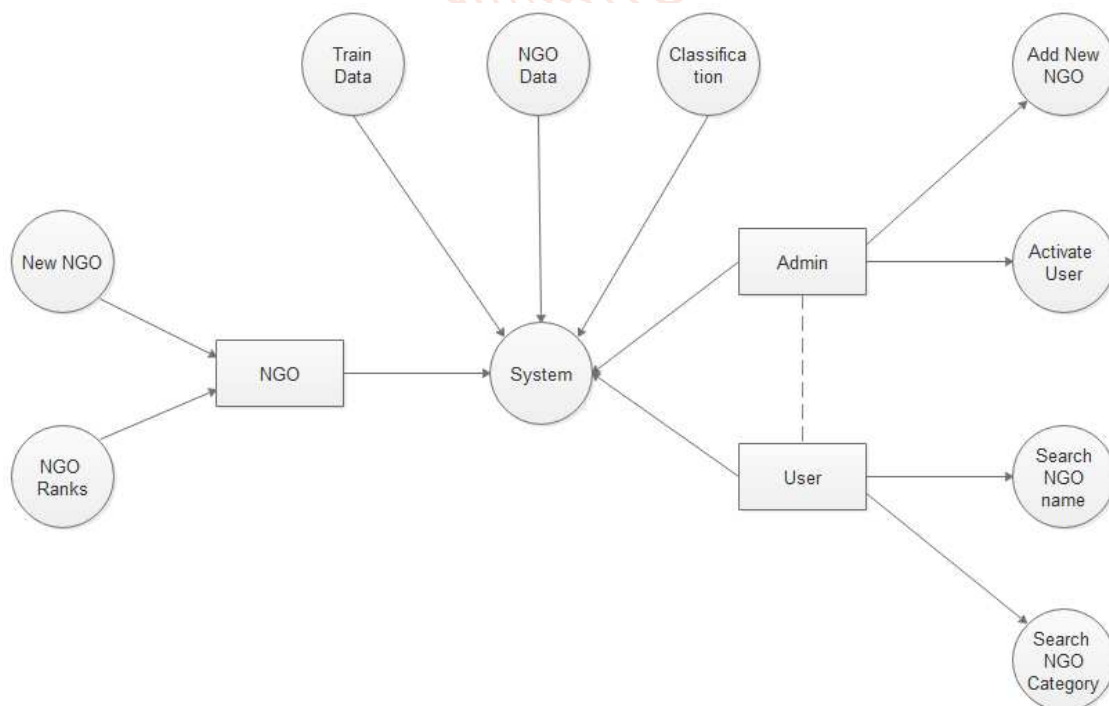 Train
Data
NGO
Data
Classifica
tion
Add New
NGO
New NGO
Admin
Activate
User
NGO
System
NGO
Ranks
User
Search
NGO
name
Search
NGO
Category